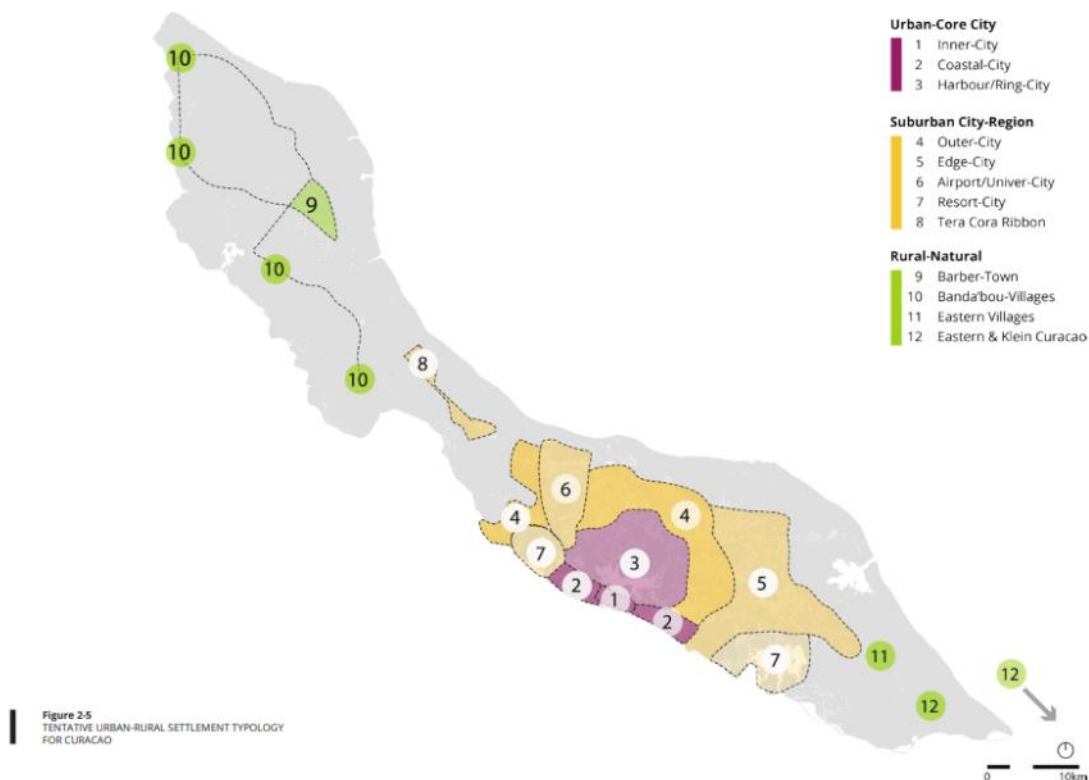 Urban-Core City
1 Inner-City
2 Coastal-City
3 Harbour/Ring-City
Suburban City-Region
4 Outer-City
5 Edge-City
6 Airport/Univer-City
7 Resort-City
8 Tera Cora Ribbon
Rural-Natural
9 Barber-Town
10 Banda'bou-Villages
11 Eastern Villages
12 Eastern & Klein Curacao
10
10
9
10
10
8
6
4
4
7
3
5
2
1
2
7
11
12
12
Figure 2-5
TENTATIVE URBAN-RURAL SETTLEMENT TYPOLOGY
FOR CURACAO
0 10km